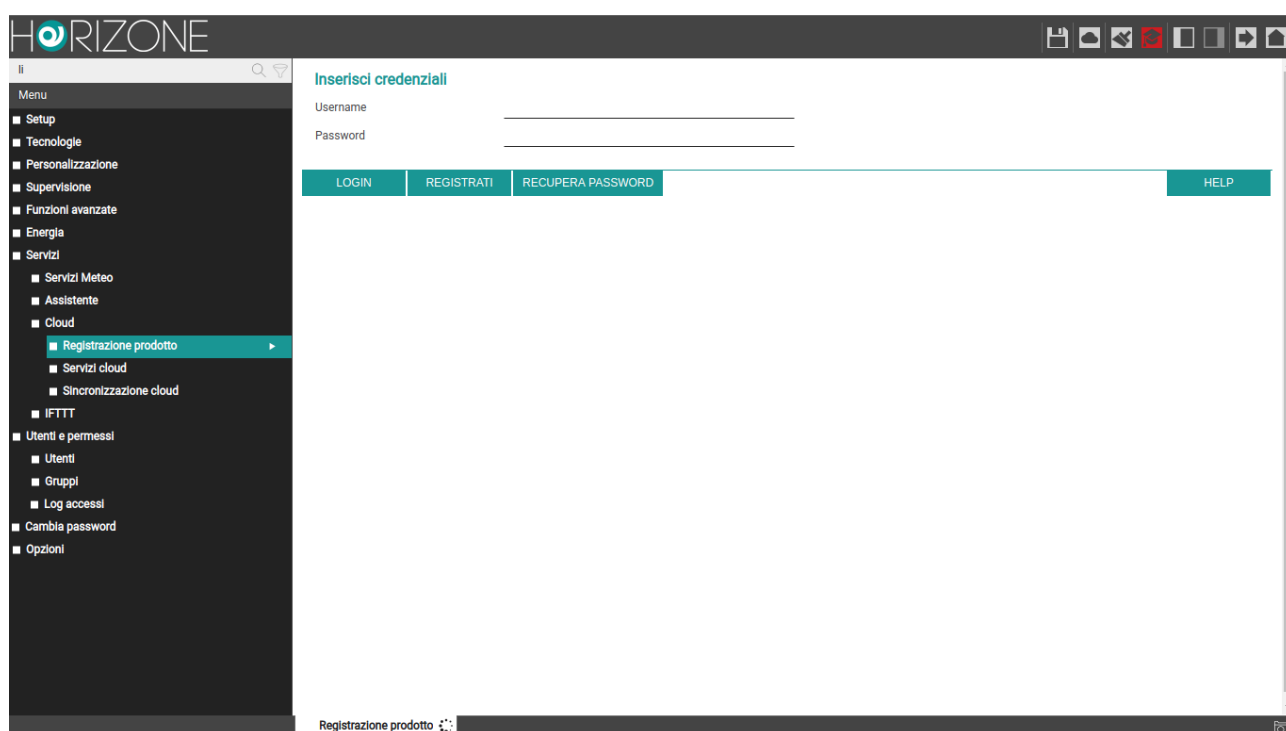 HORIZONE
li
Menu
Setup
Tecnologie
Personalizzazione
Supervisione
Funzioni avanzate
Energia
Servizi
Servizi Meteo
Assistente
Cloud
Registrazione prodotto
Servizi cloud
Sincronizzazione cloud
IFTTT
Utenti e permessi
Utenti
Gruppi
Log accessi
Cambia password
Opzioni
Inserisci credenziali
Username
Password
LOGIN REGISTRATI RECUPERA PASSWORD HELP
Registrazione prodotto